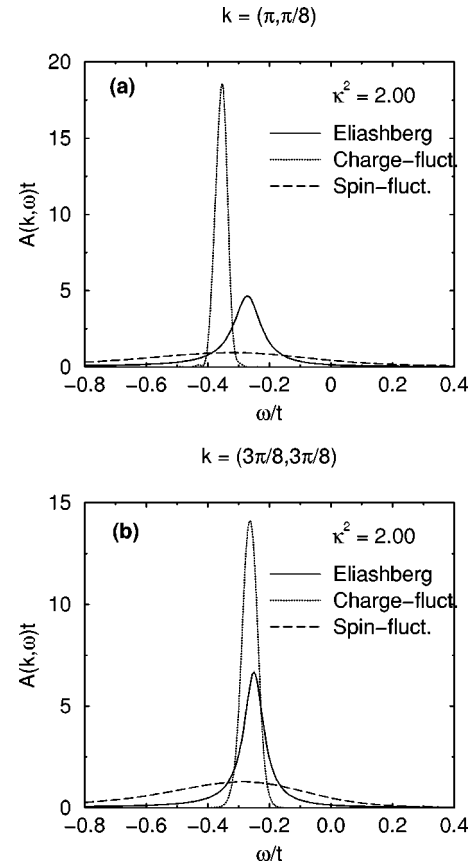 k = (π,π/8)
20
(a)
κ² = 2.00
15
Eliashberg
Charge−fluct.
Spin−fluct.
10
A(k,ω)t
5
0
−0.8 −0.6 −0.4 −0.2 0 0.2 0.4
ω/t
k = (3π/8,3π/8)
15
(b)
κ² = 2.00
Eliashberg
10
Charge−fluct.
Spin−fluct.
A(k,ω)t
5
0
−0.8 −0.6 −0.4 −0.2 0.0 0.2 0.4
ω/t